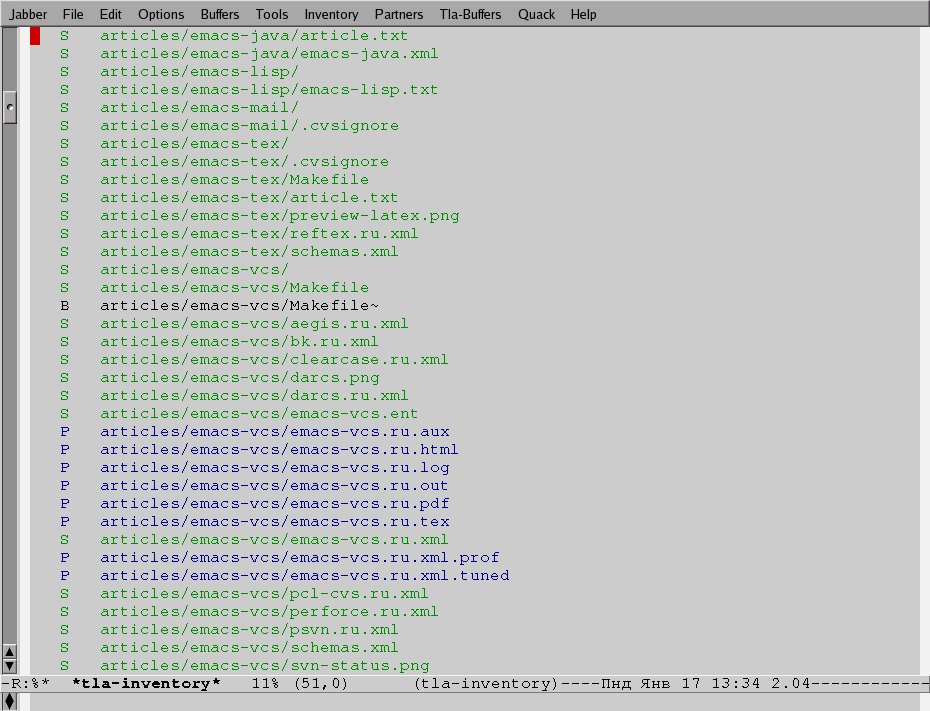 Jabber File Edit Options Buffers Tools Inventory Partners Tla-Buffers Quack Help
S articles/emacs-java/article.txt
S articles/emacs-java/emacs-java.xml
S articles/emacs-lisp/
S articles/emacs-lisp/emacs-lisp.txt
S articles/emacs-mail/
S articles/emacs-mail/.cvsignore
S articles/emacs-tex/
S articles/emacs-tex/.cvsignore
S articles/emacs-tex/Makefile
S articles/emacs-tex/article.txt
S articles/emacs-tex/preview-latex.png
S articles/emacs-tex/reftex.ru.xml
S articles/emacs-tex/schemas.xml
S articles/emacs-vcs/
S articles/emacs-vcs/Makefile
B articles/emacs-vcs/Makefile~
S articles/emacs-vcs/aegis.ru.xml
S articles/emacs-vcs/bk.ru.xml
S articles/emacs-vcs/clearcase.ru.xml
S articles/emacs-vcs/darcs.png
S articles/emacs-vcs/darcs.ru.xml
S articles/emacs-vcs/emacs-vcs.ent
P articles/emacs-vcs/emacs-vcs.ru.aux
P articles/emacs-vcs/emacs-vcs.ru.html
P articles/emacs-vcs/emacs-vcs.ru.log
P articles/emacs-vcs/emacs-vcs.ru.out
P articles/emacs-vcs/emacs-vcs.ru.pdf
P articles/emacs-vcs/emacs-vcs.ru.tex
S articles/emacs-vcs/emacs-vcs.ru.xml
P articles/emacs-vcs/emacs-vcs.ru.xml.prof
P articles/emacs-vcs/emacs-vcs.ru.xml.tuned
S articles/emacs-vcs/pcl-cvs.ru.xml
S articles/emacs-vcs/perforce.ru.xml
S articles/emacs-vcs/psvn.ru.xml
S articles/emacs-vcs/schemas.xml
S articles/emacs-vcs/svn-status.png
-R:%* *tla-inventory* 11% (51,0) (tla-inventory)----Пнд Янв 17 13:34 2.04------------